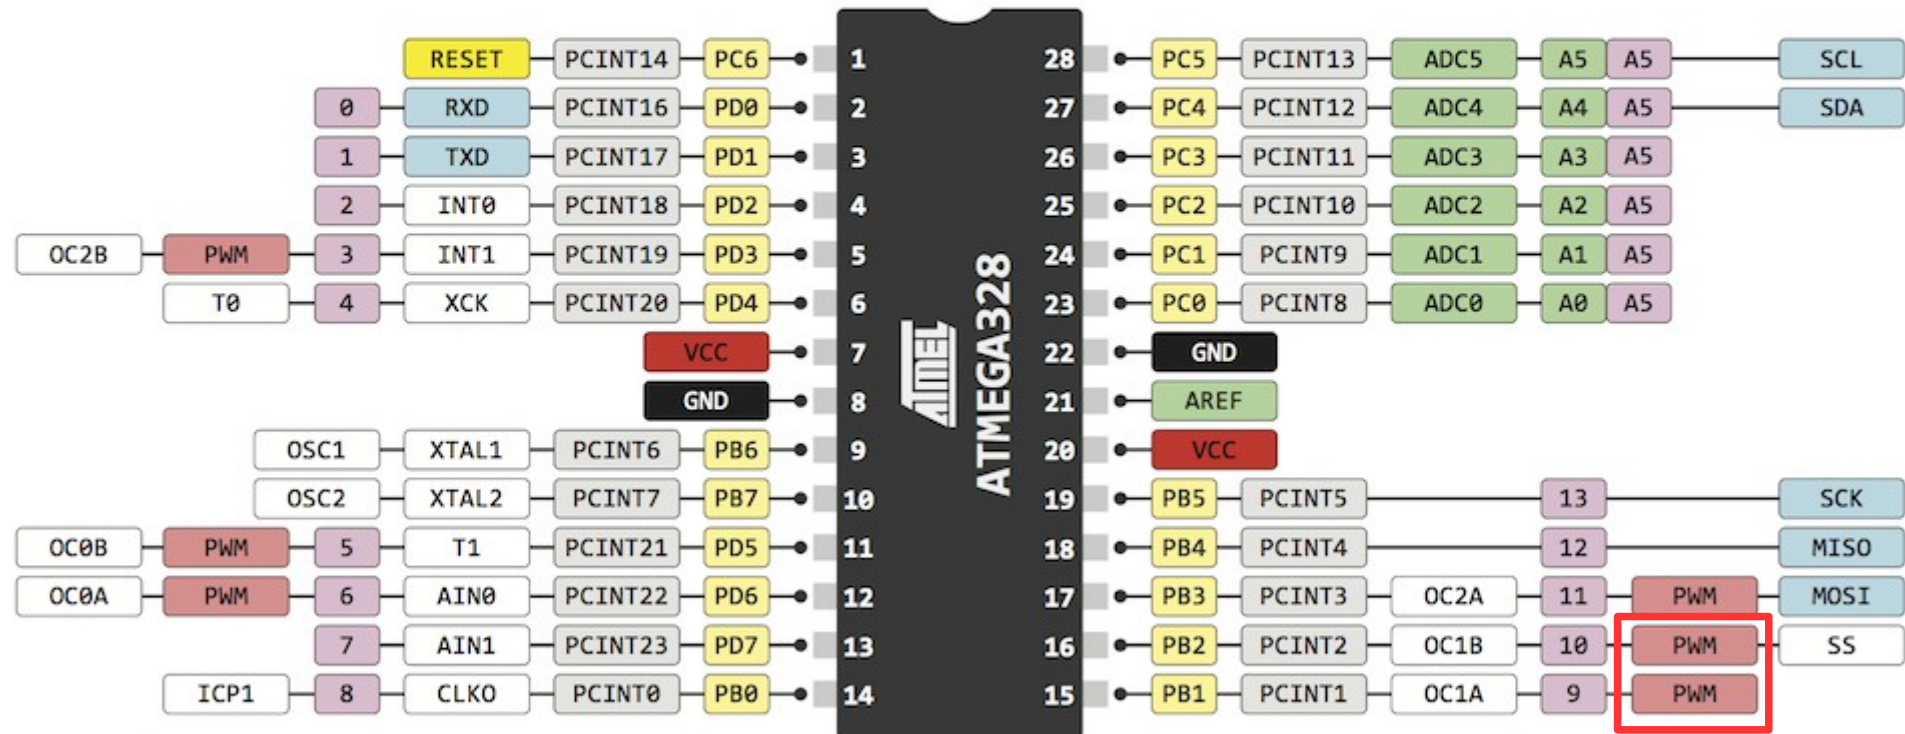 RESET PCINT14 PC6 1 28 PC5 PCINT13 ADC5 A5 A5 SCL
0 RXD PCINT16 PD0 2 27 PC4 PCINT12 ADC4 A4 A5 SDA
1 TXD PCINT17 PD1 3 26 PC3 PCINT11 ADC3 A3 A5
2 INT0 PCINT18 PD2 4 25 PC2 PCINT10 ADC2 A2 A5
OC2B PWM 3 INT1 PCINT19 PD3 5 24 PC1 PCINT9 ADC1 A1 A5
T0 4 XCK PCINT20 PD4 6 23 PC0 PCINT8 ADC0 A0 A5
VCC 7 22 GND
GND 8 21 AREF
OSC1 XTAL1 PCINT6 PB6 9 20 VCC
OSC2 XTAL2 PCINT7 PB7 10 19 PB5 PCINT5 13 SCK
OC0B PWM 5 T1 PCINT21 PD5 11 18 PB4 PCINT4 12 MISO
OC0A PWM 6 AIN0 PCINT22 PD6 12 17 PB3 PCINT3 OC2A 11 PWM MOSI
7 AIN1 PCINT23 PD7 13 16 PB2 PCINT2 OC1B 10 PWM SS
ICP1 8 CLKO PCINT0 PB0 14 15 PB1 PCINT1 OC1A 9 PWM
ATMEL
ATMEGA328